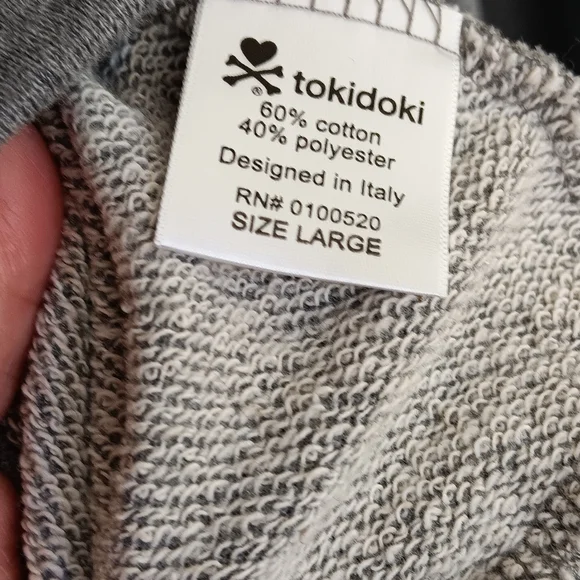 tokidoki
®
60% cotton
40% polyester
Designed in Italy
RN# 0100520
SIZE LARGE